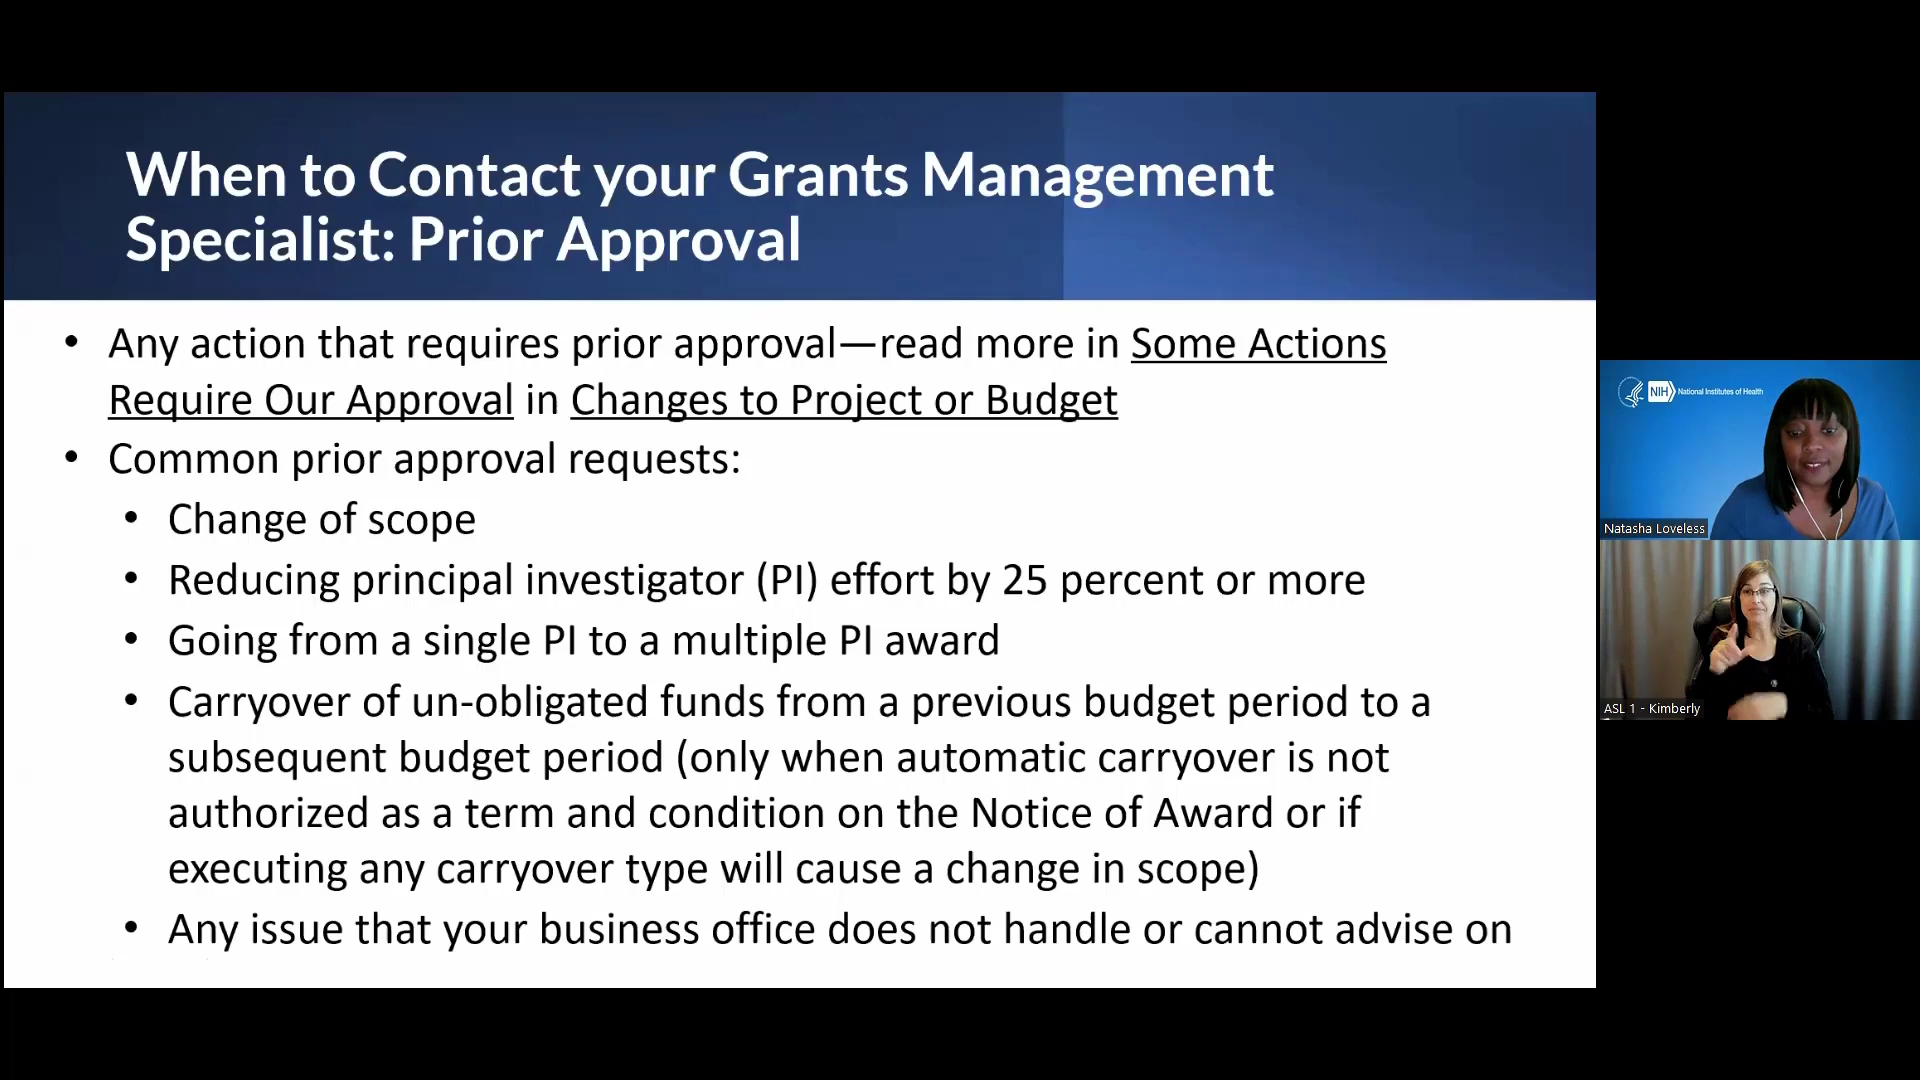 When to Contact your Grants Management
Specialist: Prior Approval
• Any action that requires prior approval—read more in Some Actions
Require Our Approval in Changes to Project or Budget
• Common prior approval requests:
• Change of scope
• Reducing principal investigator (PI) effort by 25 percent or more
• Going from a single PI to a multiple PI award
• Carryover of un-obligated funds from a previous budget period to a
subsequent budget period (only when automatic carryover is not
authorized as a term and condition on the Notice of Award or if
executing any carryover type will cause a change in scope)
• Any issue that your business office does not handle or cannot advise on
NIH National Institutes of Health
Natasha Loveless
ASL 1 - Kimberly